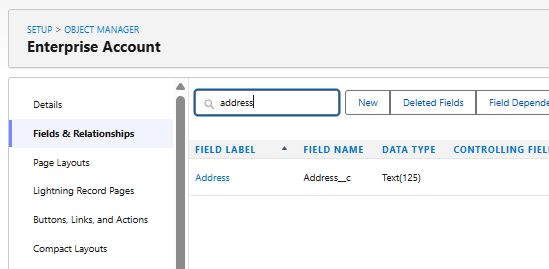 SETUP > OBJECT MANAGER
Enterprise Account
Details
Fields & Relationships
Page Layouts
Lightning Record Pages
Buttons, Links, and Actions
Compact Layouts
address
New
Deleted Fields
Field Depende
FIELD LABEL FIELD NAME DATA TYPE CONTROLLING FIEL
Address Address__c Text(125)